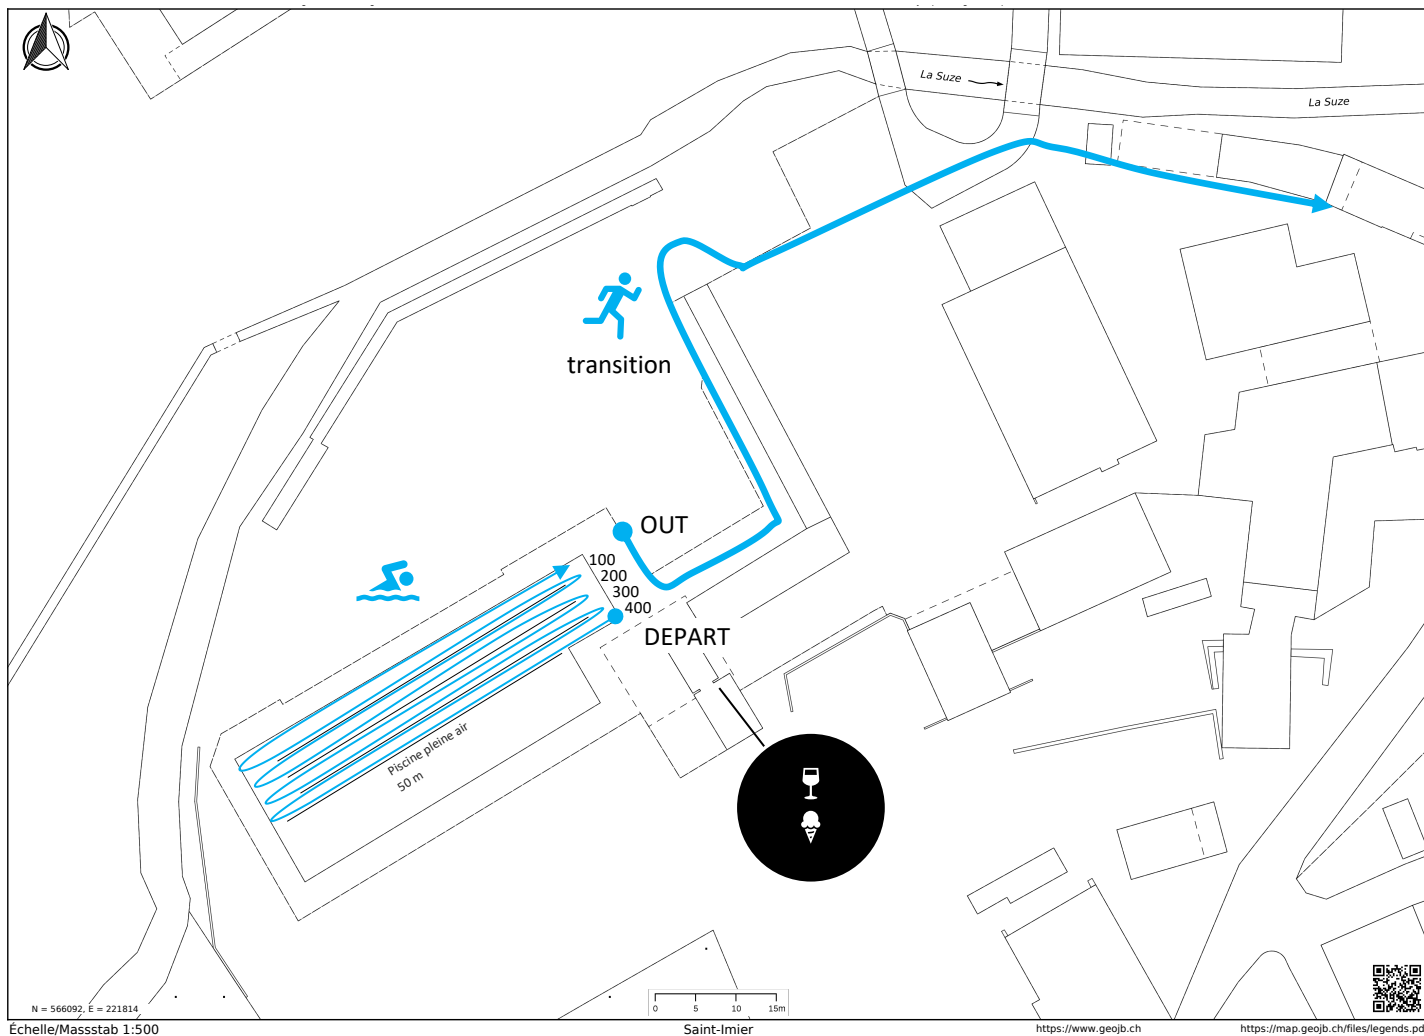 La Suze
La Suze
transition
OUT
100
200
300
400
DEPART
Piscine pleine air
50 m
N = 566092, E = 221814
0 5 10 15m
Échelle/Massstab 1:500
Saint-Imier
https://www.geojb.ch
https://map.geojb.ch/files/legends.pd